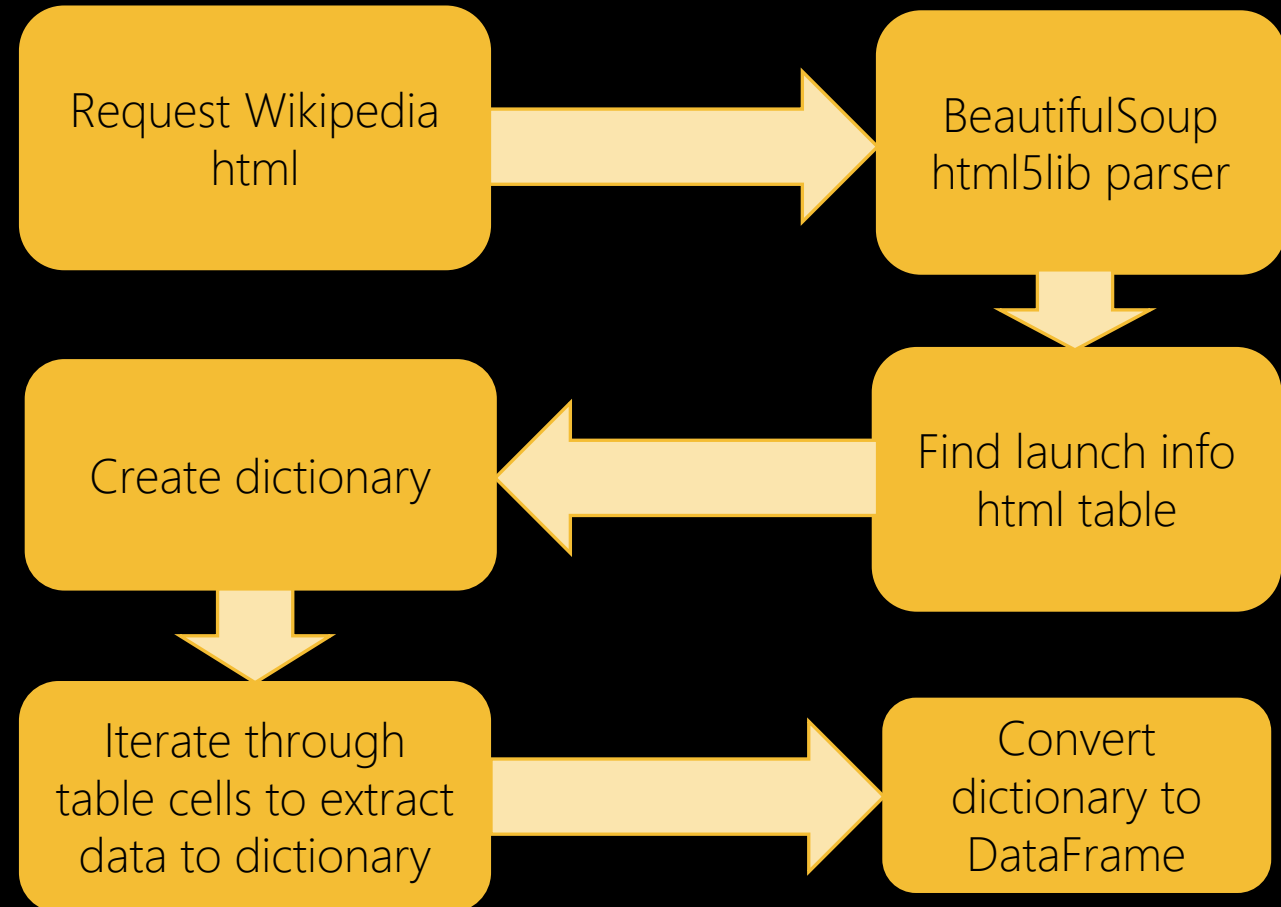 Request Wikipedia
html
BeautifulSoup
html5lib parser
Find launch info
html table
Create dictionary
Iterate through
table cells to extract
data to dictionary
Convert
dictionary to
DataFrame